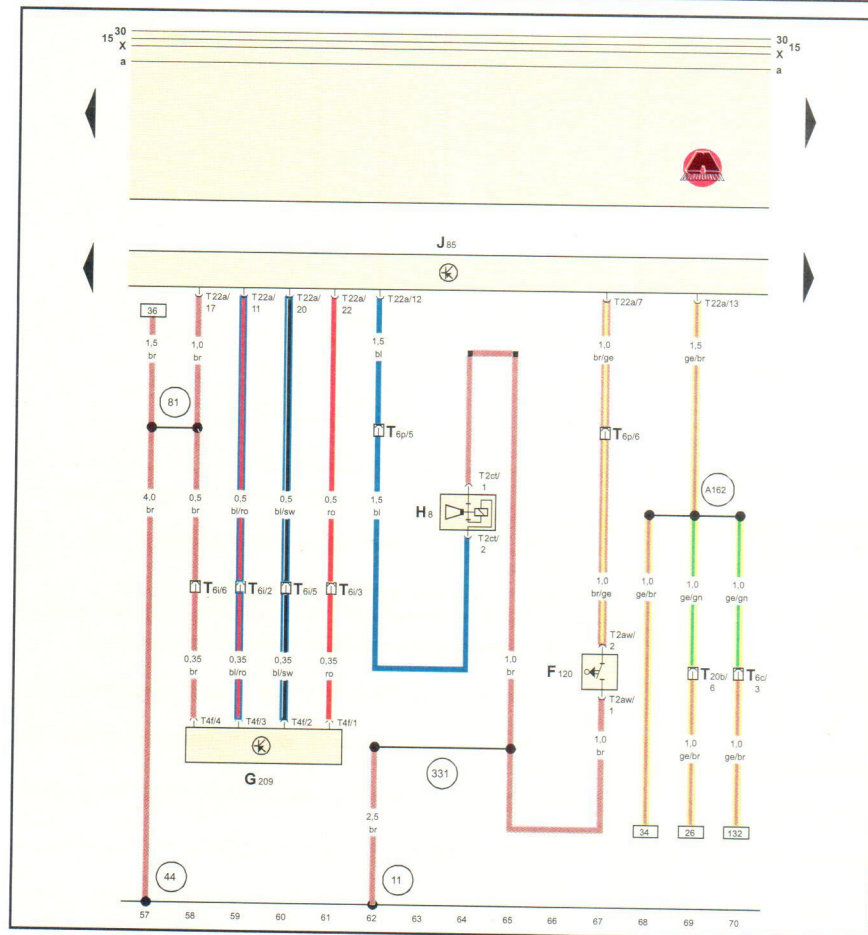 30
15
X
a
30
15
X
a
J 85
36
T22a/
17
T22a/
11
T22a/
20
T22a/
22
T22a/12
T22a/7
T22a/13
1,5
br
1,0
br
1,5
bl
1,0
br/ge
1,5
ge/br
81
T6p/5
T6p/6
T2ct/
1
H8
T2ct/
2
A162
4,0
br
0,5
br
0,5
bl/ro
0,5
bl/sw
0,5
ro
1,5
bl
T6i/6
T6i/2
T6i/5
T6i/3
1,0
br/ge
1,0
ge/br
1,0
ge/gn
1,0
ge/gn
T2aw/
2
F120
T2aw/
1
0,35
br
0,35
bl/ro
0,35
bl/sw
0,35
ro
1,0
br
T20b/
6
T6c/
3
T4f/4
T4f/3
T4f/2
T4f/1
G209
331
1,0
br
1,0
ge/br
1,0
ge/br
2,5
br
34
26
132
44
11
57 58 59 60 61 62 63 64 65 66 67 68 69 70